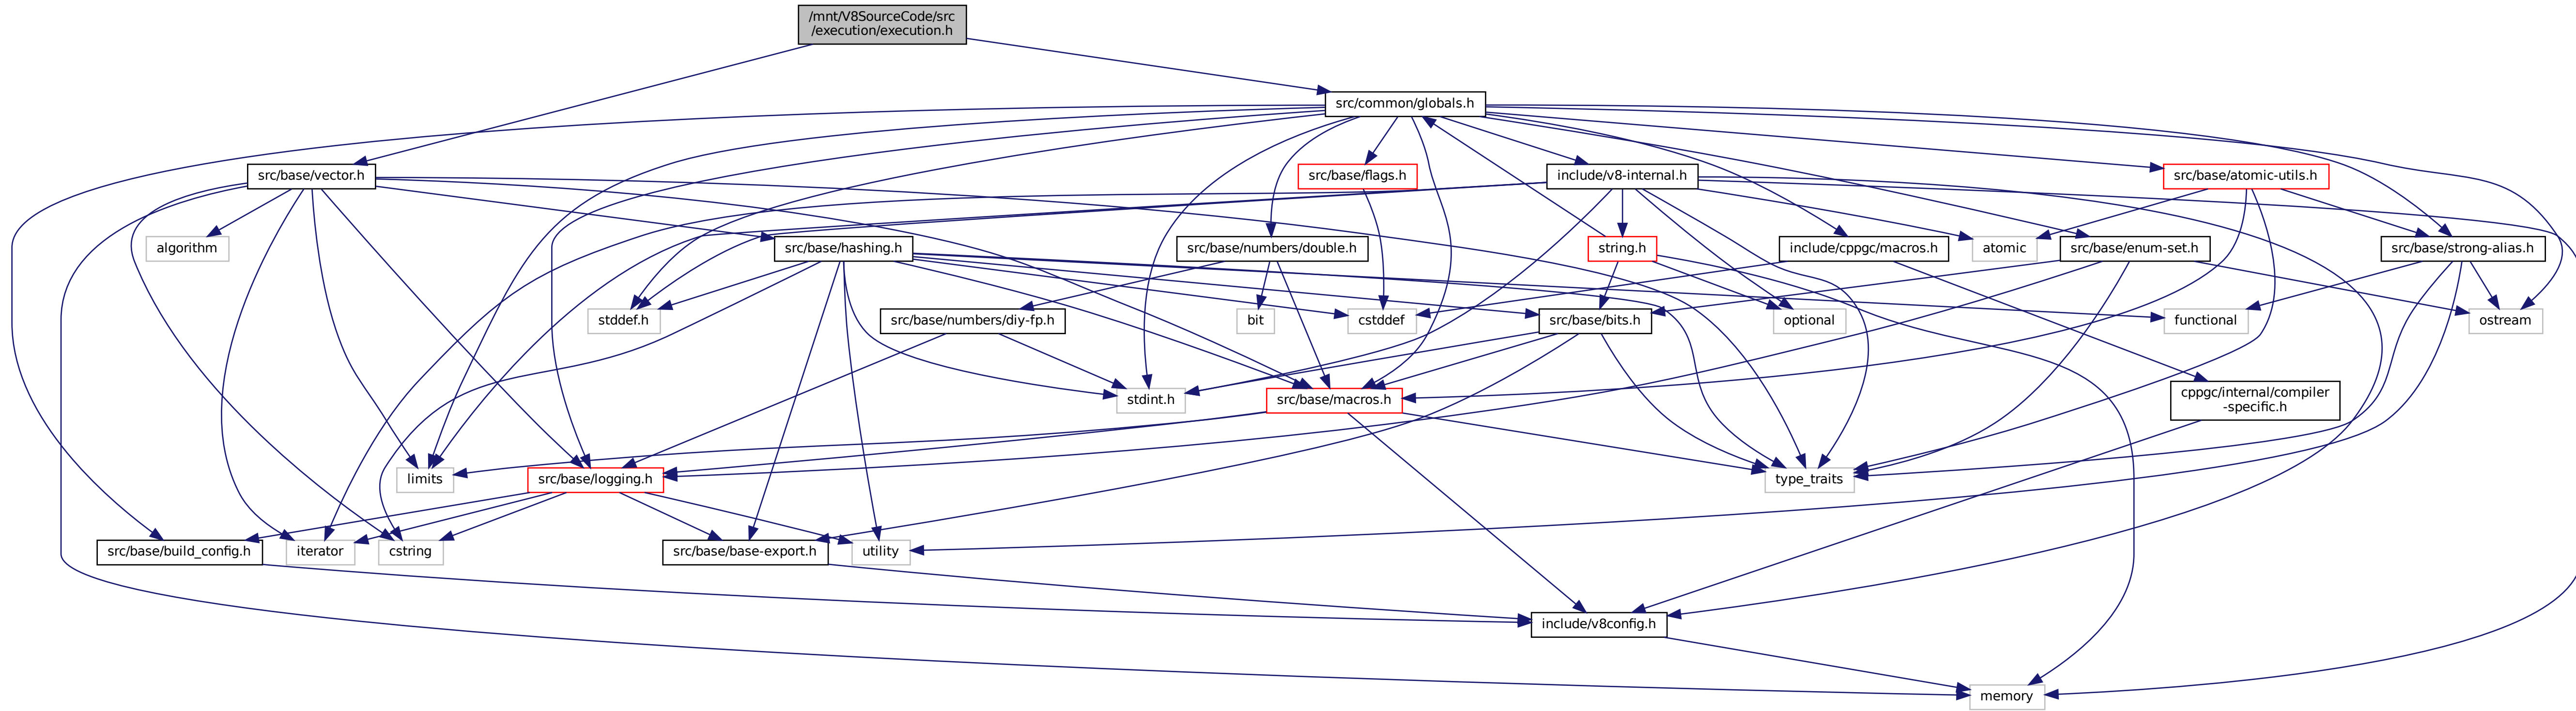 /mnt/V8SourceCode/src
/execution/execution.h
src/common/globals.h
src/base/vector.h
src/base/flags.h
include/v8-internal.h
src/base/atomic-utils.h
algorithm
src/base/hashing.h
src/base/numbers/double.h
string.h
include/cppgc/macros.h
atomic
src/base/enum-set.h
src/base/strong-alias.h
stddef.h
src/base/numbers/diy-fp.h
bit
cstddef
src/base/bits.h
optional
functional
ostream
stdint.h
src/base/macros.h
cppgc/internal/compiler
-specific.h
limits
src/base/logging.h
type_traits
src/base/build_config.h
iterator
cstring
src/base/base-export.h
utility
include/v8config.h
memory